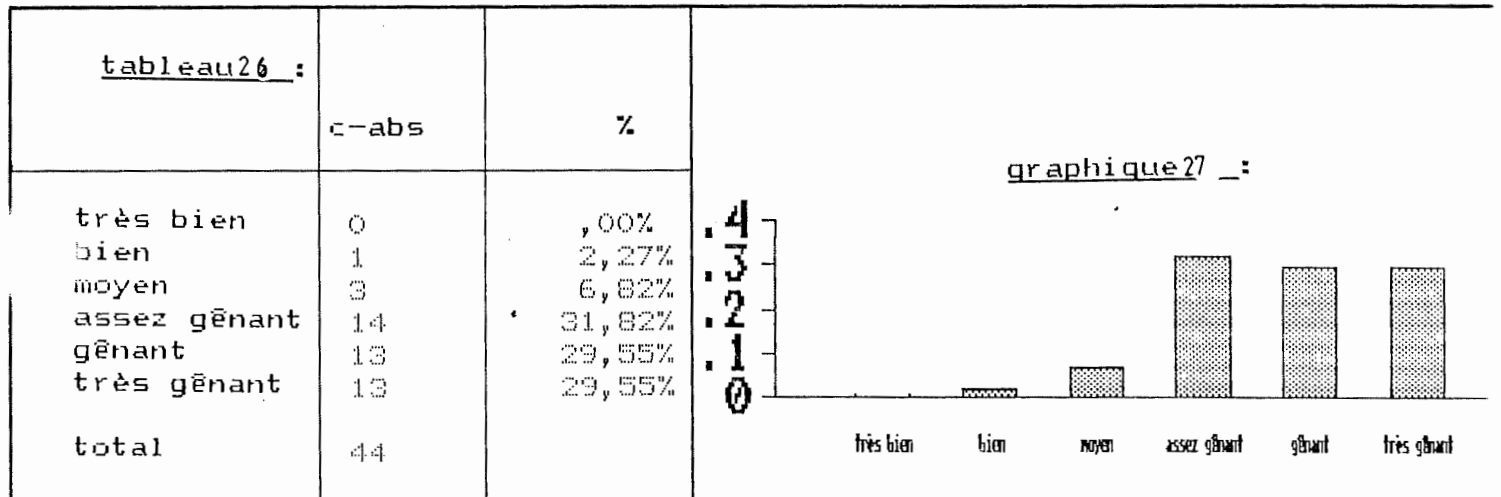 tableau26 :
c-abs %
très bien 0 ,00%
bien 1 2,27%
moyen 3 6,82%
assez gênant 14 31,82%
gênant 13 29,55%
très gênant 13 29,55%
total 44
graphique27 :
.4
.3
.2
.1
0
très bien bien moyen assez gênant gênant très gênant